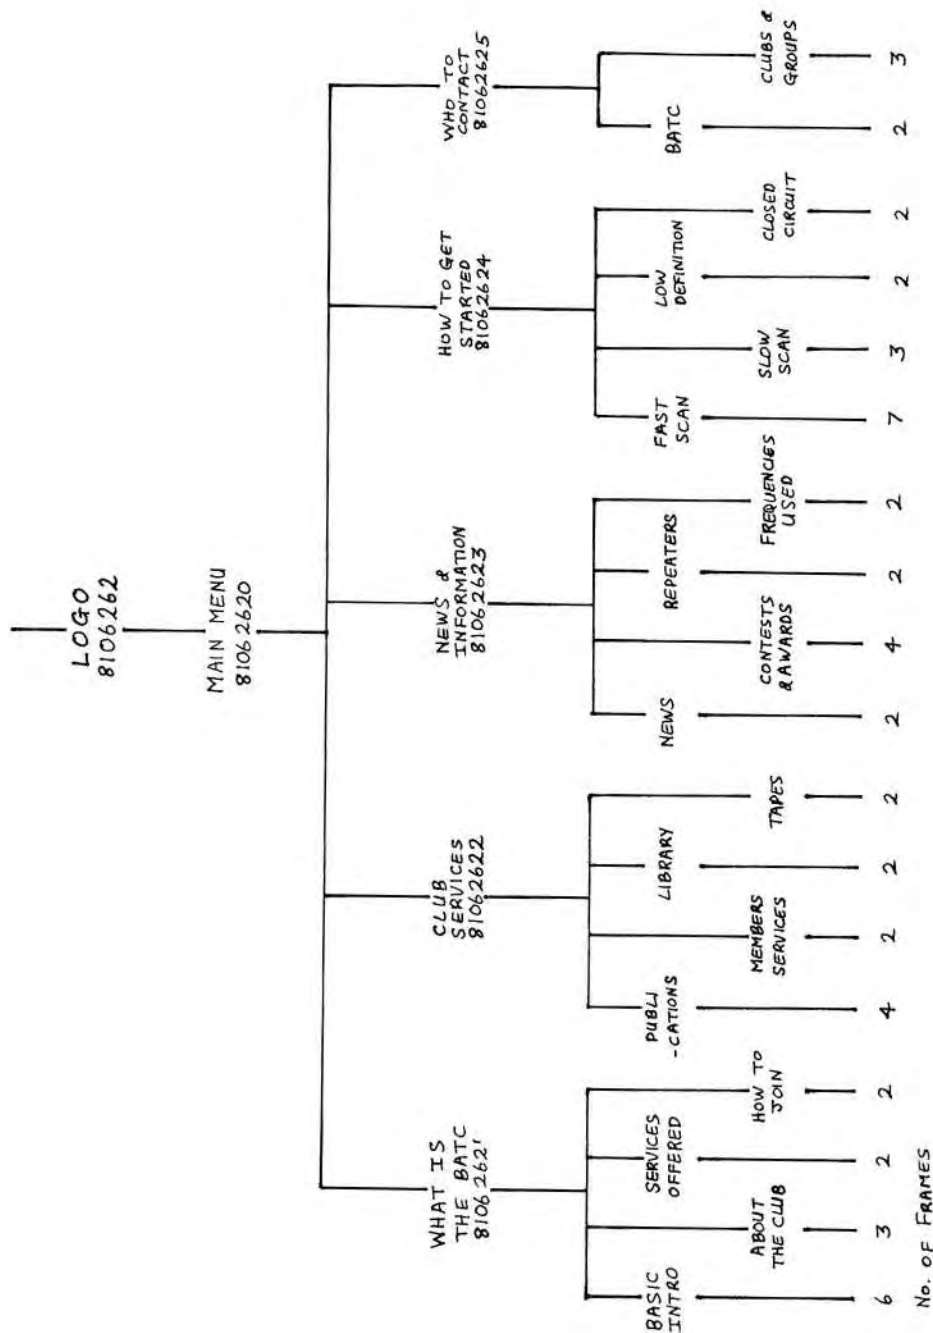 LOGO
8106262
MAIN MENU
81062620
WHAT IS
THE BATC
81062621
CLUB
SERVICES
81062622
NEWS &
INFORMATION
81062623
HOW TO GET
STARTED
81062624
WHO TO
CONTACT
81062625
BASIC
INTRO
ABOUT
THE CLUB
SERVICES
OFFERED
HOW TO
JOIN
PUBLI
-CATIONS
MEMBERS
SERVICES
LIBRARY
TAPES
NEWS
CONTESTS
& AWARDS
REPEATERS
FREQUENCIES
USED
FAST
SCAN
SLOW
SCAN
LOW
DEFINITION
CLOSED
CIRCUIT
BATC
CLUBS &
GROUPS
6 3 2 2 4 2 2 2 2 4 2 2 7 3 2 2 2 3
No. OF FRAMES